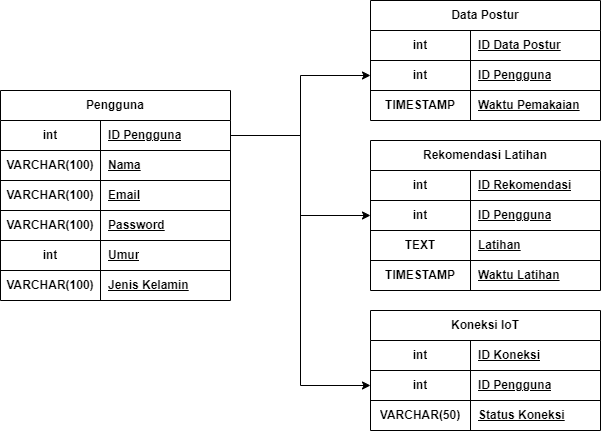 Pengguna
int ID Pengguna
VARCHAR(100) Nama
VARCHAR(100) Email
VARCHAR(100) Password
int Umur
VARCHAR(100) Jenis Kelamin
Data Postur
int ID Data Postur
int ID Pengguna
TIMESTAMP Waktu Pemakaian
Rekomendasi Latihan
int ID Rekomendasi
int ID Pengguna
TEXT Latihan
TIMESTAMP Waktu Latihan
Koneksi IoT
int ID Koneksi
int ID Pengguna
VARCHAR(50) Status Koneksi